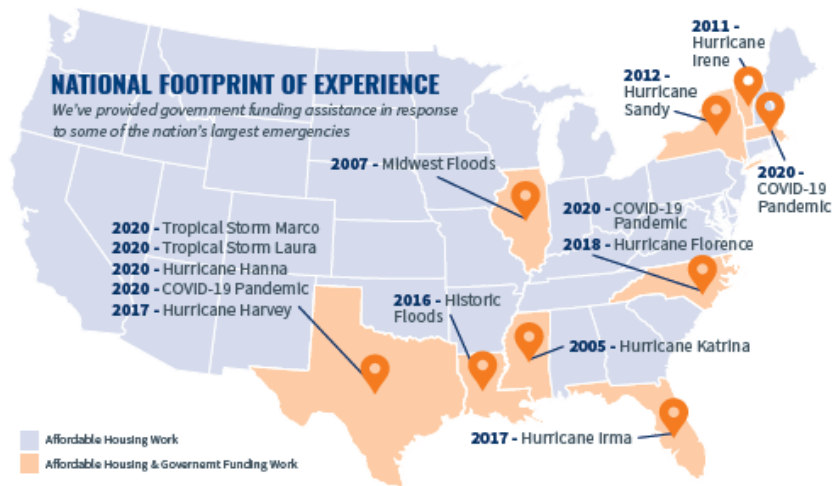 NATIONAL FOOTPRINT OF EXPERIENCE
We've provided government funding assistance in response
to some of the nation's largest emergencies
2011 -
Hurricane
Irene
2012 -
Hurricane
Sandy
2020 -
COVID-19
Pandemic
2007 - Midwest Floods
2020 - COVID-19
Pandemic
2018 - Hurricane Florence
2020 - Tropical Storm Marco
2020 - Tropical Storm Laura
2020 - Hurricane Hanna
2020 - COVID-19 Pandemic
2017 - Hurricane Harvey
2016 - Historic
Floods
2005 - Hurricane Katrina
2017 - Hurricane Irma
Affordable Housing Work
Affordable Housing & Governemt Funding Work